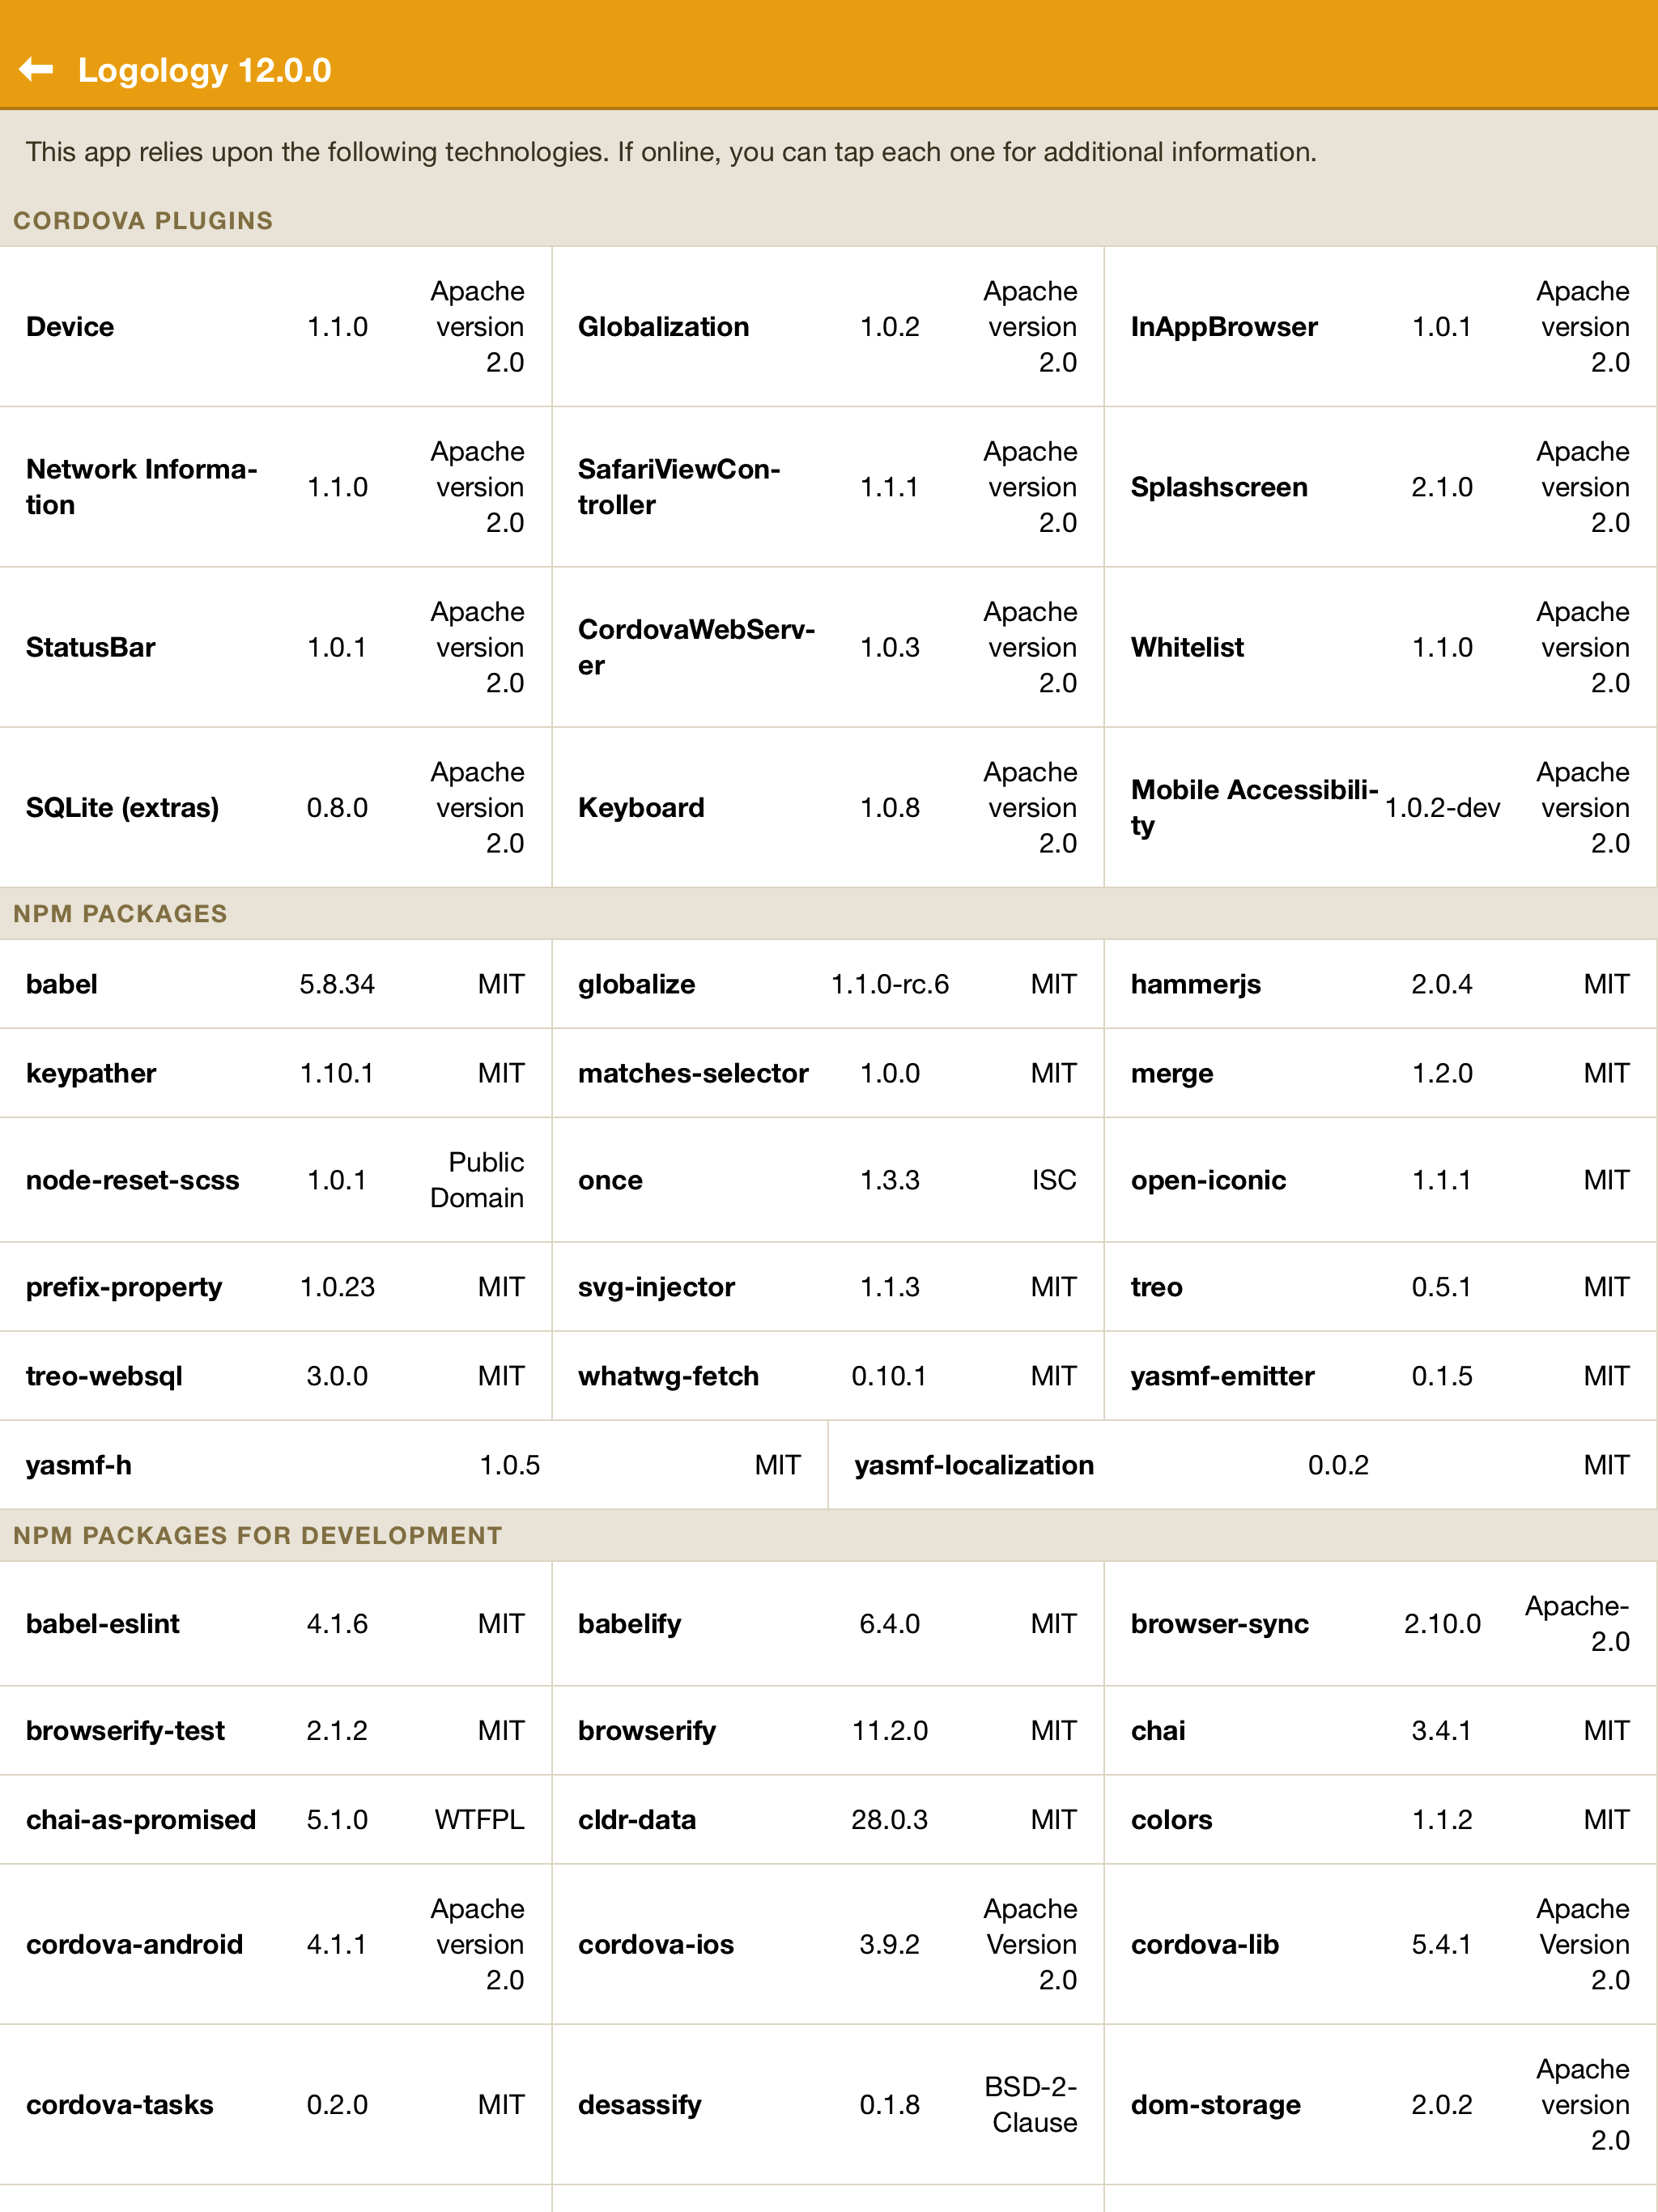 Logology 12.0.0
This app relies upon the following technologies. If online, you can tap each one for additional information.
CORDOVA PLUGINS
Device 1.1.0 Apache
version
2.0
Globalization 1.0.2 Apache
version
2.0
InAppBrowser 1.0.1 Apache
version
2.0
Network Informa-
tion 1.1.0 Apache
version
2.0
SafariViewCon-
troller 1.1.1 Apache
version
2.0
Splashscreen 2.1.0 Apache
version
2.0
StatusBar 1.0.1 Apache
version
2.0
CordovaWebServ-
er 1.0.3 Apache
version
2.0
Whitelist 1.1.0 Apache
version
2.0
SQLite (extras) 0.8.0 Apache
version
2.0
Keyboard 1.0.8 Apache
version
2.0
Mobile Accessibili-
ty 1.0.2-dev Apache
version
2.0
NPM PACKAGES
babel 5.8.34 MIT
globalize 1.1.0-rc.6 MIT
hammerjs 2.0.4 MIT
keypather 1.10.1 MIT
matches-selector 1.0.0 MIT
merge 1.2.0 MIT
node-reset-scss 1.0.1 Public
Domain
once 1.3.3 ISC
open-iconic 1.1.1 MIT
prefix-property 1.0.23 MIT
svg-injector 1.1.3 MIT
treo 0.5.1 MIT
treo-websql 3.0.0 MIT
whatwg-fetch 0.10.1 MIT
yasmf-emitter 0.1.5 MIT
yasmf-h 1.0.5 MIT
yasmf-localization 0.0.2 MIT
NPM PACKAGES FOR DEVELOPMENT
babel-eslint 4.1.6 MIT
babelify 6.4.0 MIT
browser-sync 2.10.0 Apache-
2.0
browserify-test 2.1.2 MIT
browserify 11.2.0 MIT
chai 3.4.1 MIT
chai-as-promised 5.1.0 WTFPL
cldr-data 28.0.3 MIT
colors 1.1.2 MIT
cordova-android 4.1.1 Apache
version
2.0
cordova-ios 3.9.2 Apache
Version
2.0
cordova-lib 5.4.1 Apache
Version
2.0
cordova-tasks 0.2.0 MIT
desassify 0.1.8 BSD-2-
Clause
dom-storage 2.0.2 Apache
version
2.0